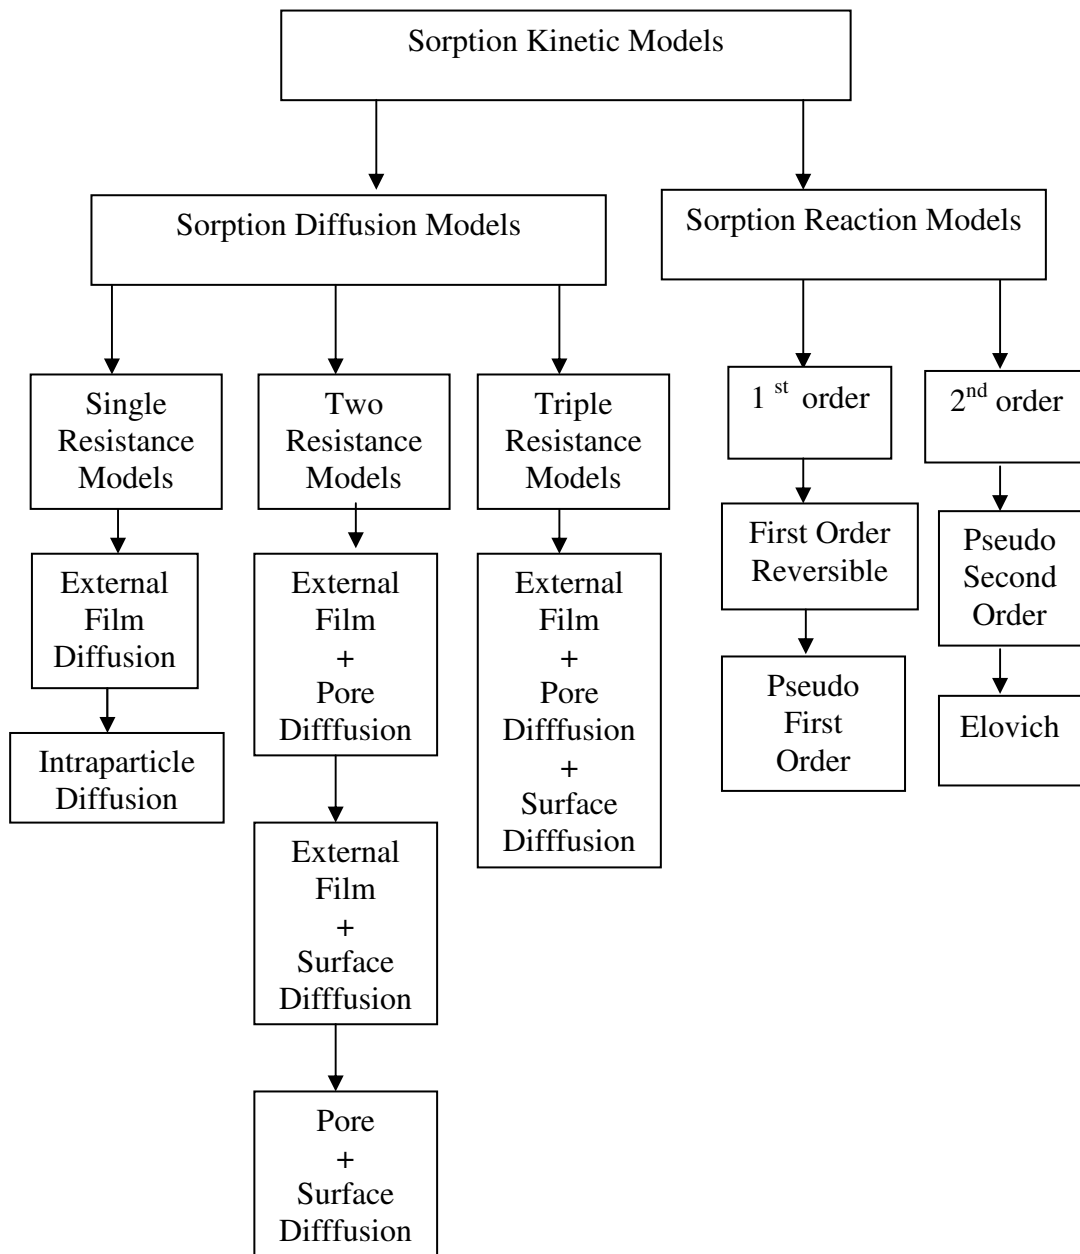 Sorption Kinetic Models
Sorption Diffusion Models
Sorption Reaction Models
Single
Resistance
Models
External
Film
Diffusion
Intraparticle
Diffusion
Two
Resistance
Models
External
Film
+
Pore
Difffusion
External
Film
+
Surface
Difffusion
Pore
+
Surface
Difffusion
Triple
Resistance
Models
External
Film
+
Pore
Difffusion
+
Surface
Difffusion
1 st order
First Order
Reversible
Pseudo
First
Order
2nd order
Pseudo
Second
Order
Elovich